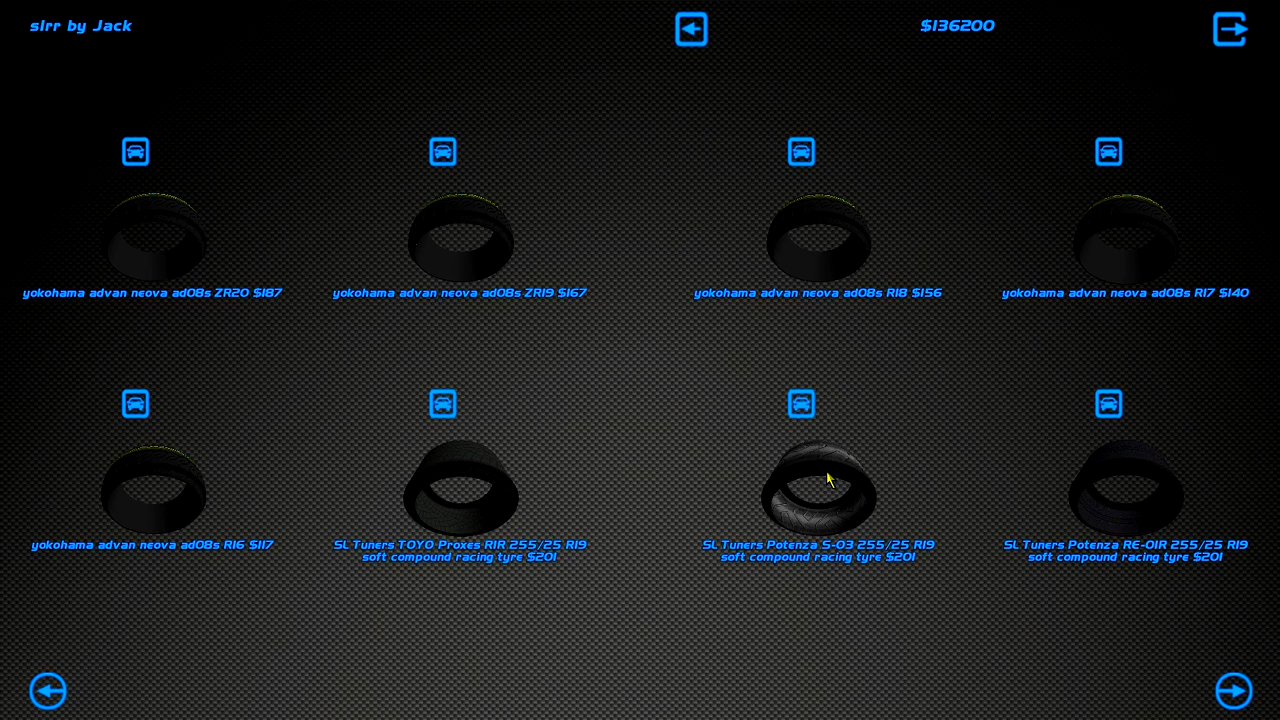 sirr by Jack
$136200
yokohama advan neova ad08s ZR20 $187
yokohama advan neova ad08s ZR19 $167
yokohama advan neova ad08s R18 $156
yokohama advan neova ad08s R17 $140
yokohama advan neova ad08s R16 $117
SL Tuners TOYO Proxes R1R 255/25 R19
soft compound racing tyre $201
SL Tuners Potenza S-03 255/25 R19
soft compound racing tyre $201
SL Tuners Potenza RE-01R 255/25 R19
soft compound racing tyre $201